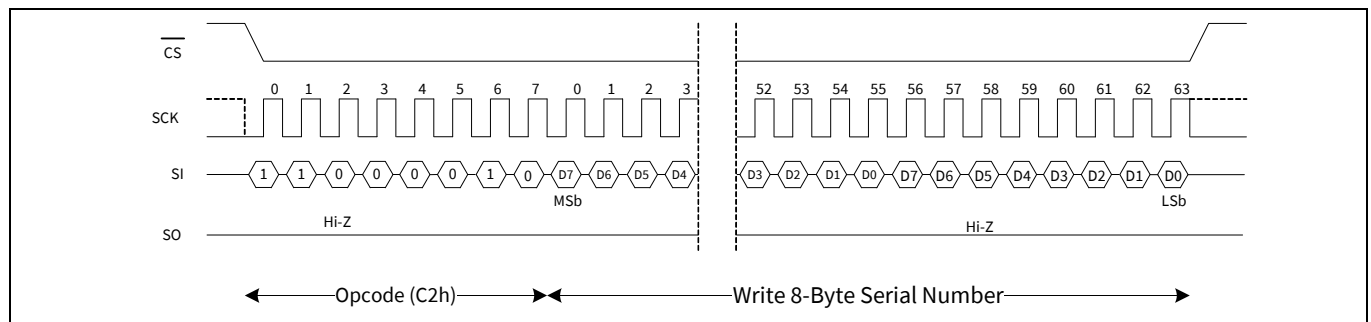 CS
0 1 2 3 4 5 6 7 0 1 2 3 52 53 54 55 56 57 58 59 60 61 62 63
SCK
SI 1 1 0 0 0 0 1 0 D7 D6 D5 D4 D3 D2 D1 D0 D7 D6 D5 D4 D3 D2 D1 D0
MSb LSb
Hi-Z Hi-Z
SO
Opcode (C2h) Write 8-Byte Serial Number